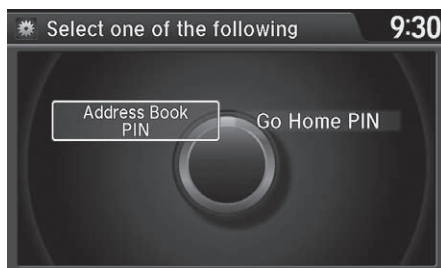 Select one of the following 9:30
Address Book
PIN
Go Home PIN